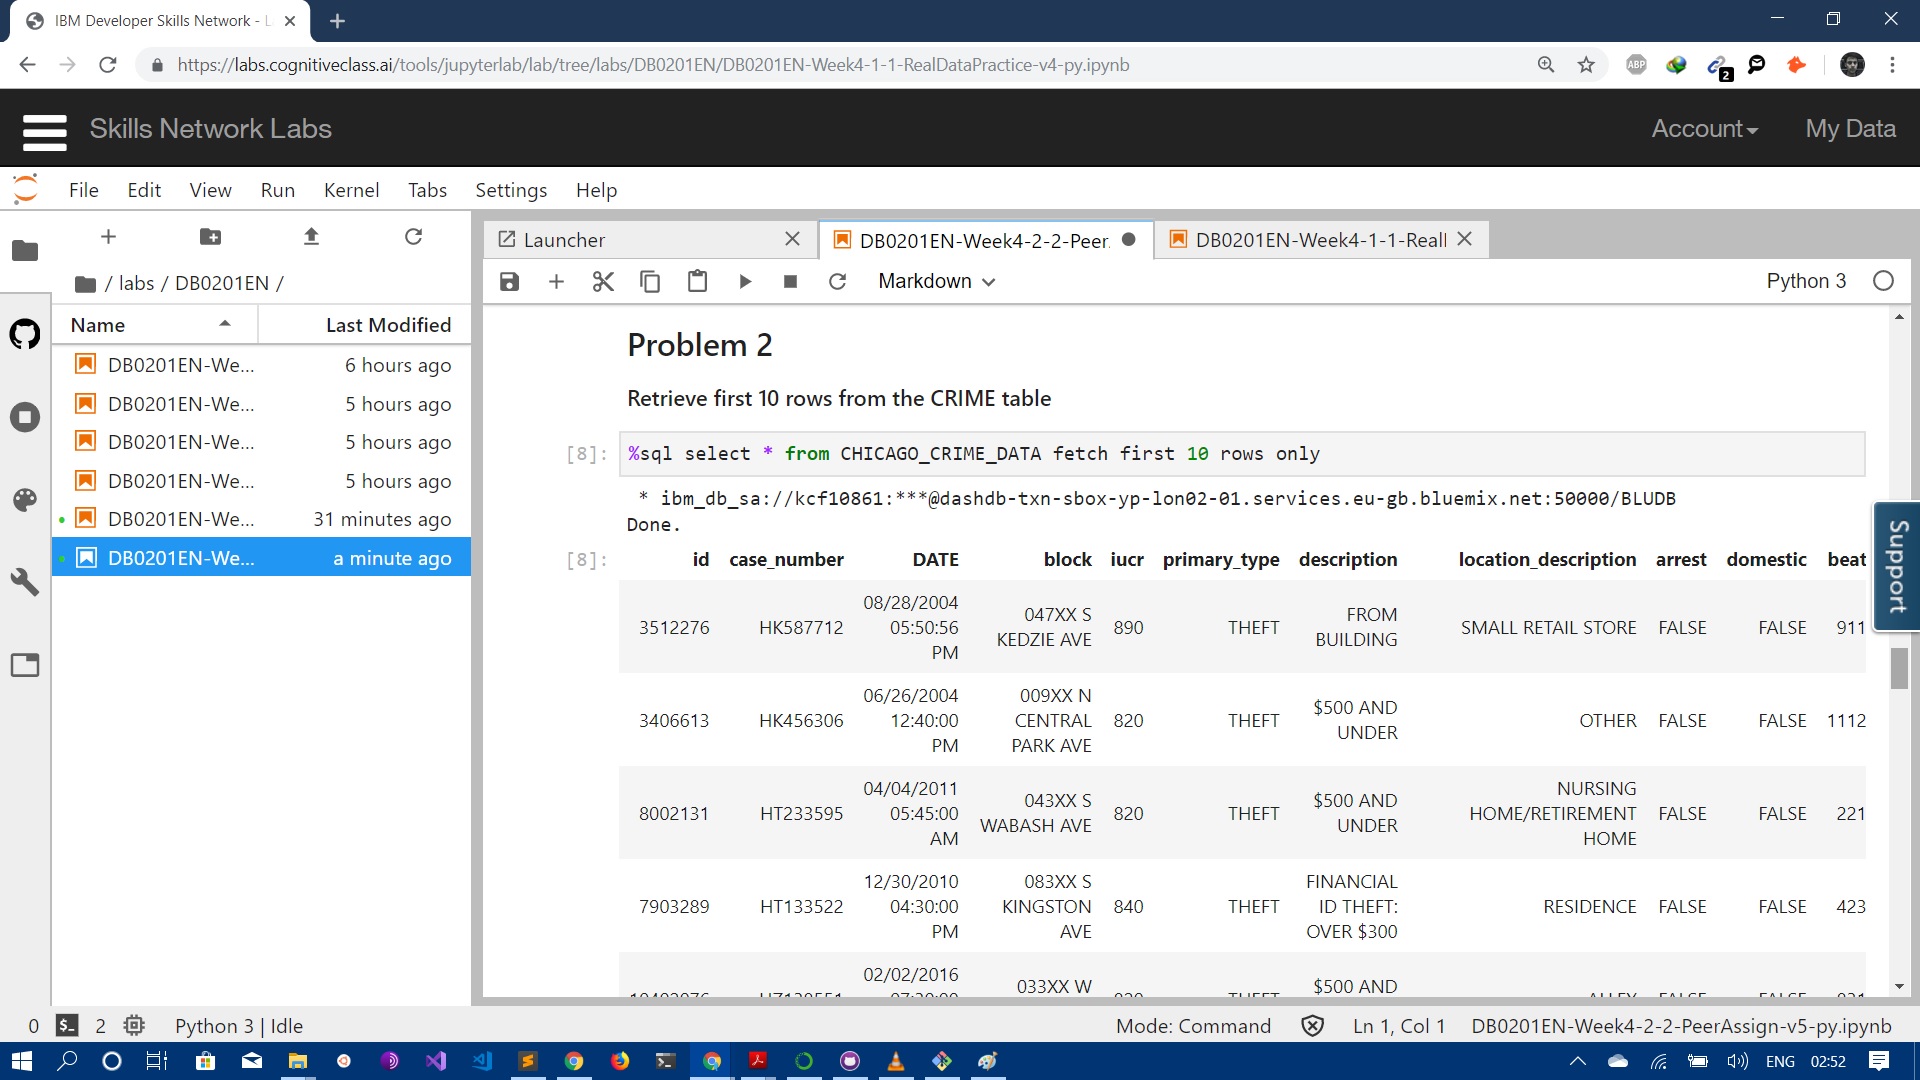 IBM Developer Skills Network - L
https://labs.cognitiveclass.ai/tools/jupyterlab/lab/tree/labs/DB0201EN/DB0201EN-Week4-1-1-RealDataPractice-v4-py.ipynb
ABP
2
Skills Network Labs
Account
My Data
File Edit View Run Kernel Tabs Settings Help
/ labs / DB0201EN /
Name Last Modified
DB0201EN-We... 6 hours ago
DB0201EN-We... 5 hours ago
DB0201EN-We... 5 hours ago
DB0201EN-We... 5 hours ago
DB0201EN-We... 31 minutes ago
DB0201EN-We... a minute ago
Launcher
DB0201EN-Week4-2-2-Peer
DB0201EN-Week4-1-1-Real
Markdown
Python 3
Problem 2
Retrieve first 10 rows from the CRIME table
[8]: %sql select * from CHICAGO_CRIME_DATA fetch first 10 rows only
* ibm_db_sa://kcf10861:***@dashdb-txn-sbox-yp-lon02-01.services.eu-gb.bluemix.net:50000/BLUDB
Done.
[8]: id case_number DATE block iucr primary_type description location_description arrest domestic beat
3512276 HK587712 08/28/2004 05:50:56 PM 047XX S KEDZIE AVE 890 THEFT FROM BUILDING SMALL RETAIL STORE FALSE FALSE 911
3406613 HK456306 06/26/2004 12:40:00 PM 009XX N CENTRAL PARK AVE 820 THEFT $500 AND UNDER OTHER FALSE FALSE 1112
8002131 HT233595 04/04/2011 05:45:00 AM 043XX S WABASH AVE 820 THEFT $500 AND UNDER NURSING HOME/RETIREMENT HOME FALSE FALSE 221
7903289 HT133522 12/30/2010 04:30:00 PM 083XX S KINGSTON AVE 840 THEFT FINANCIAL ID THEFT: OVER $300 RESIDENCE FALSE FALSE 423
02/02/2016 033XX W $500 AND
Support
0 2 Python 3 | Idle
Mode: Command Ln 1, Col 1 DB0201EN-Week4-2-2-PeerAssign-v5-py.ipynb
ENG 02:52